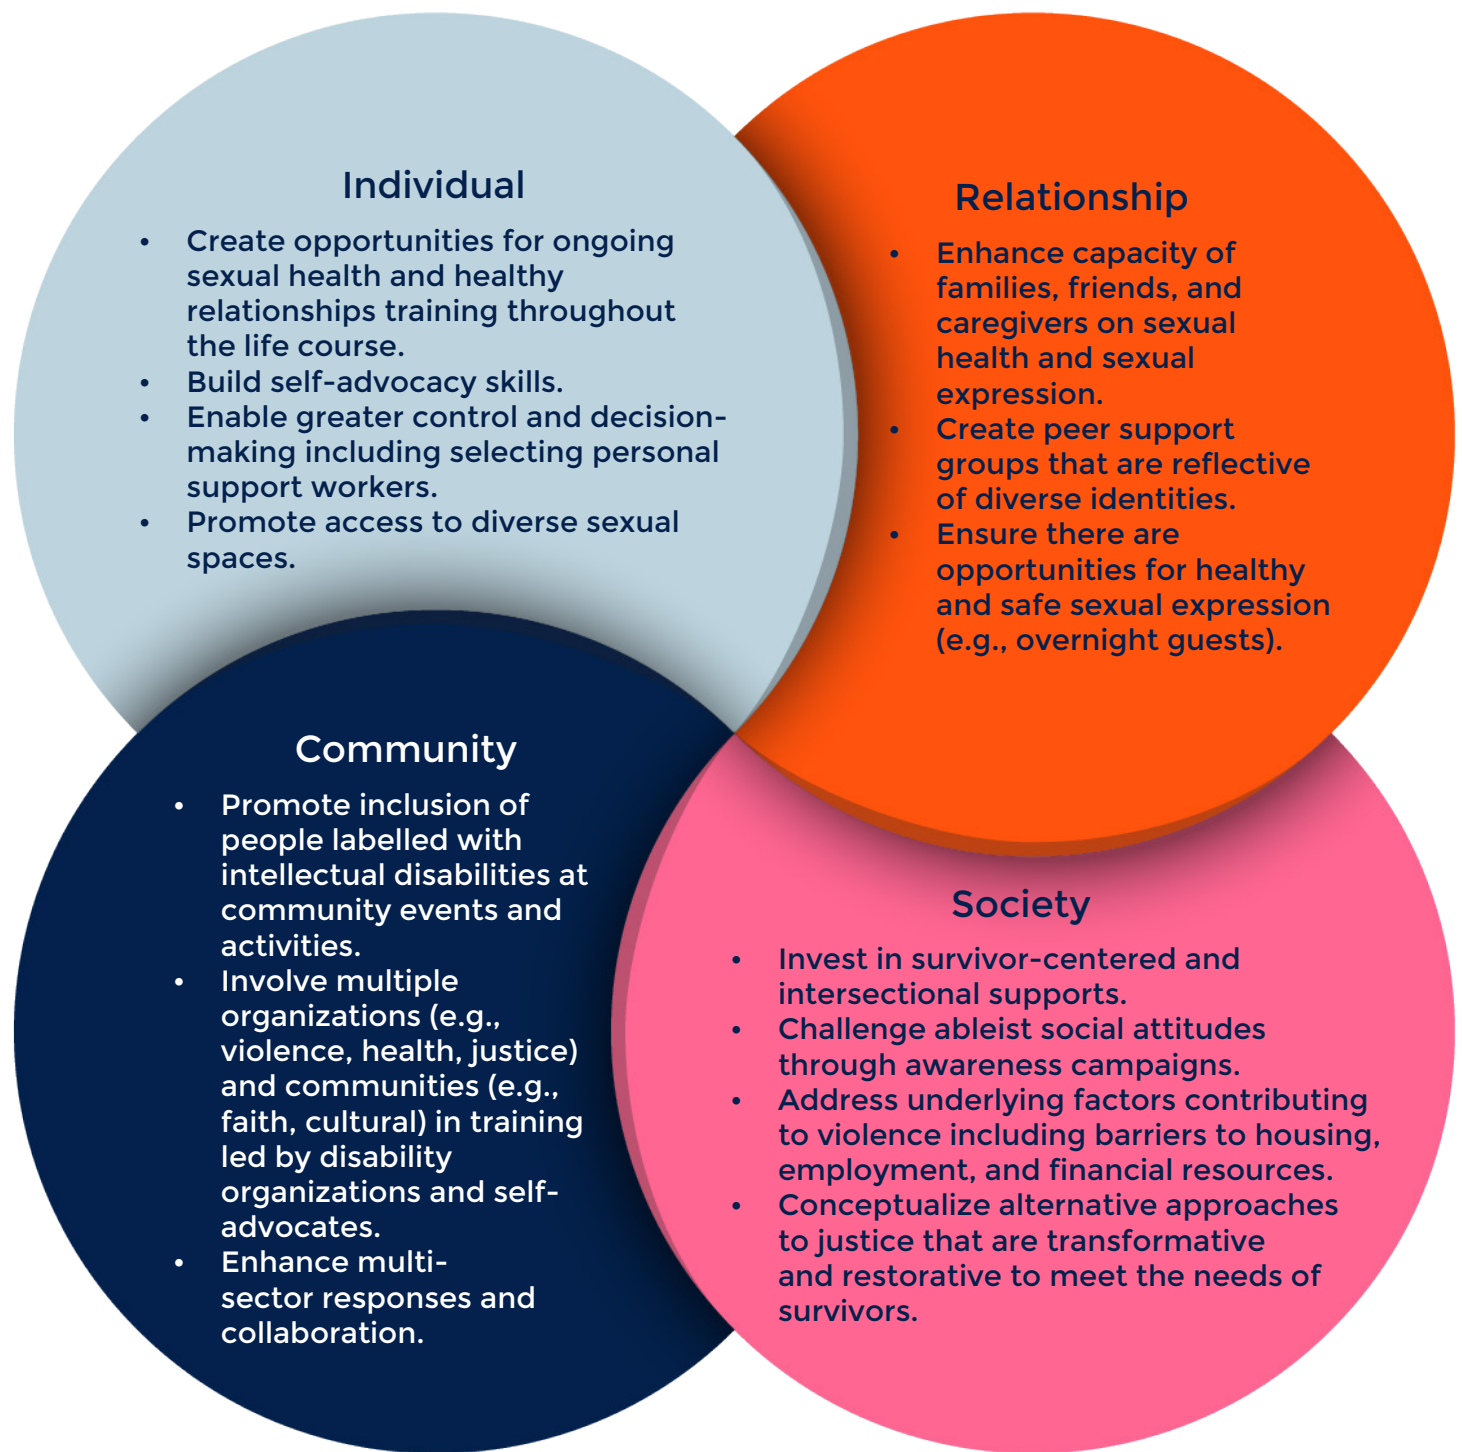 Individual
• Create opportunities for ongoing
sexual health and healthy
relationships training throughout
the life course.
• Build self-advocacy skills.
• Enable greater control and decision-
making including selecting personal
support workers.
• Promote access to diverse sexual
spaces.
Relationship
• Enhance capacity of
families, friends, and
caregivers on sexual
health and sexual
expression.
• Create peer support
groups that are reflective
of diverse identities.
• Ensure there are
opportunities for healthy
and safe sexual expression
(e.g., overnight guests).
Community
• Promote inclusion of
people labelled with
intellectual disabilities at
community events and
activities.
• Involve multiple
organizations (e.g.,
violence, health, justice)
and communities (e.g.,
faith, cultural) in training
led by disability
organizations and self-
advocates.
• Enhance multi-
sector responses and
collaboration.
Society
• Invest in survivor-centered and
intersectional supports.
• Challenge ableist social attitudes
through awareness campaigns.
• Address underlying factors contributing
to violence including barriers to housing,
employment, and financial resources.
• Conceptualize alternative approaches
to justice that are transformative
and restorative to meet the needs of
survivors.